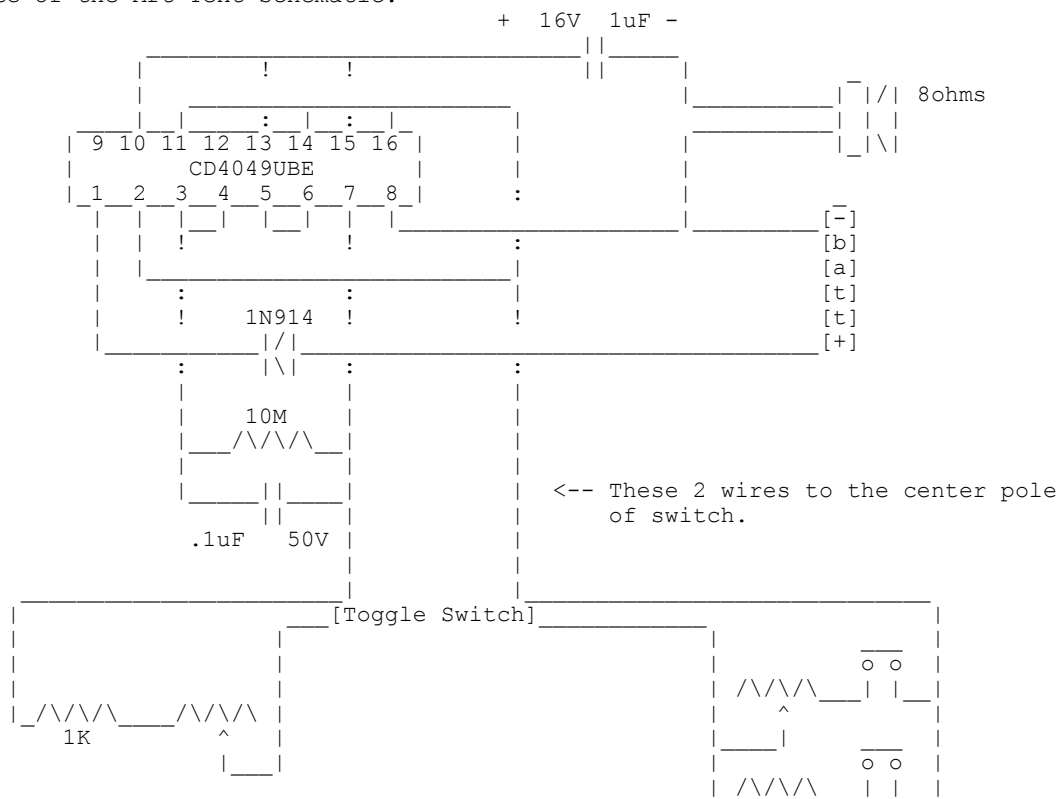 + 16V 1uF -
8ohms
9 10 11 12 13 14 15 16
CD4049UBE
1 2 3 4 5 6 7 8
[-]
[b]
[a]
[t]
1N914 [t]
[+]
10M
<-- These 2 wires to the center pole
of switch.
.1uF 50V
[Toggle Switch]
1K